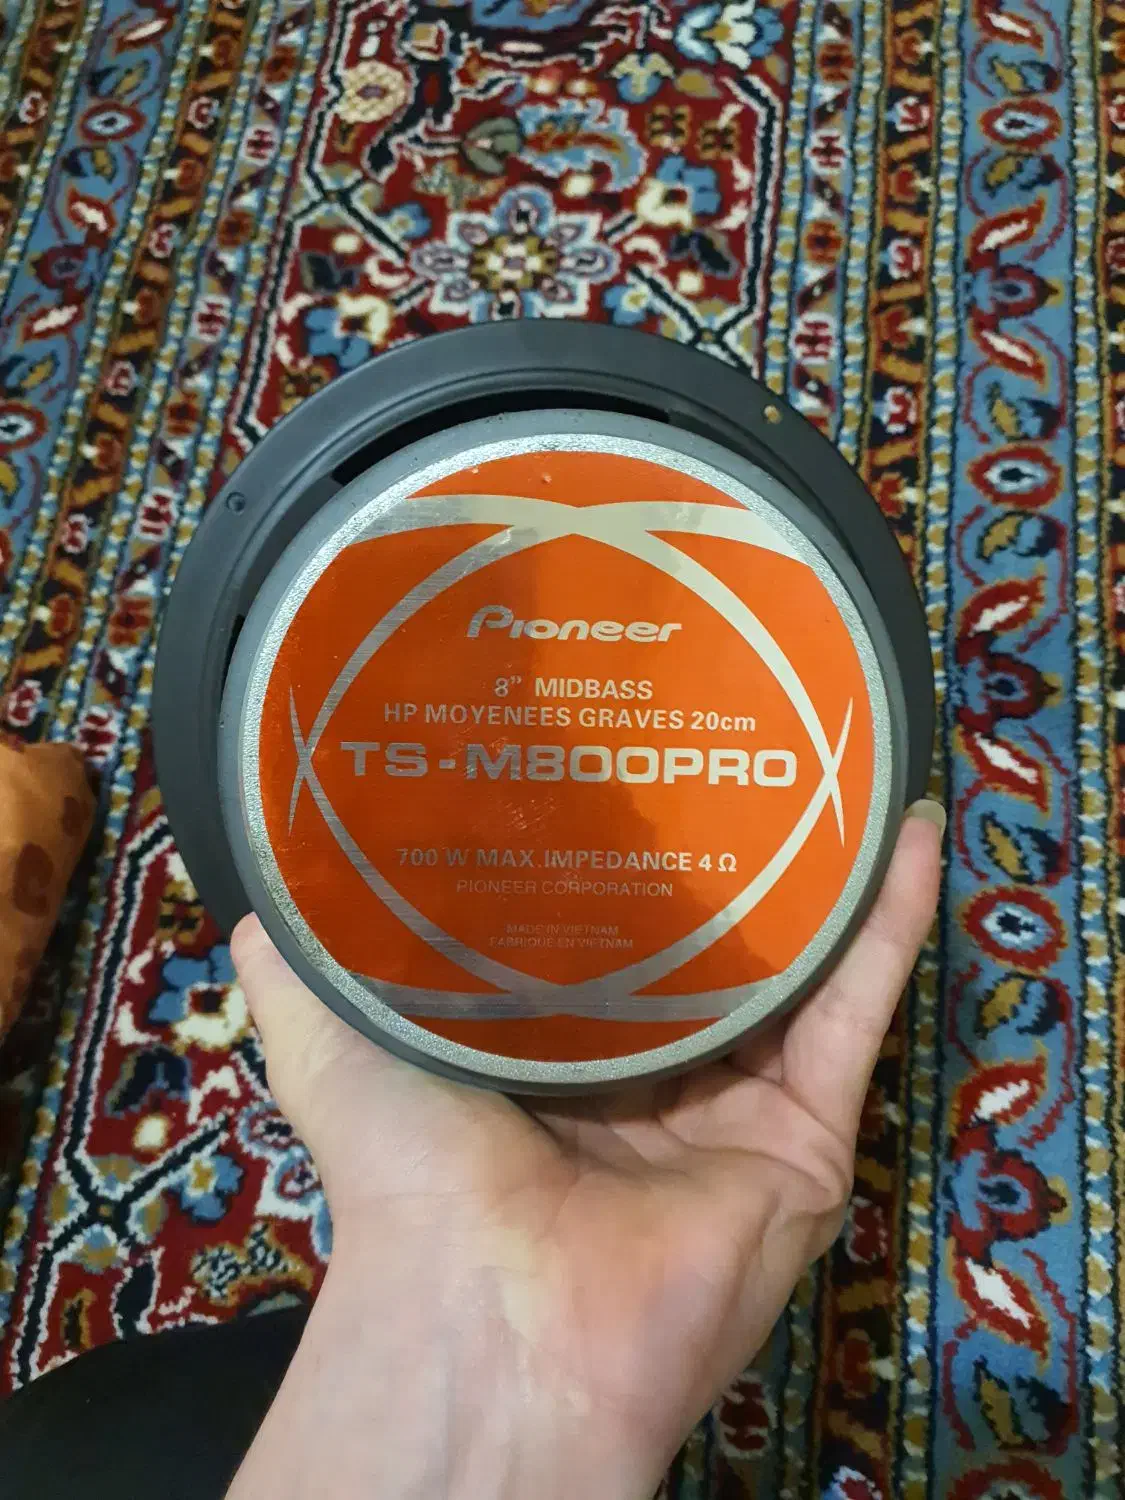 Pioneer
8” MIDBASS
HP MOYENEES GRAVES 20cm
TS-M800PRO
700 W MAX.IMPEDANCE 4 Ω
PIONEER CORPORATION
MADE IN VIETNAM
FABRIQUE EN VIETNAM